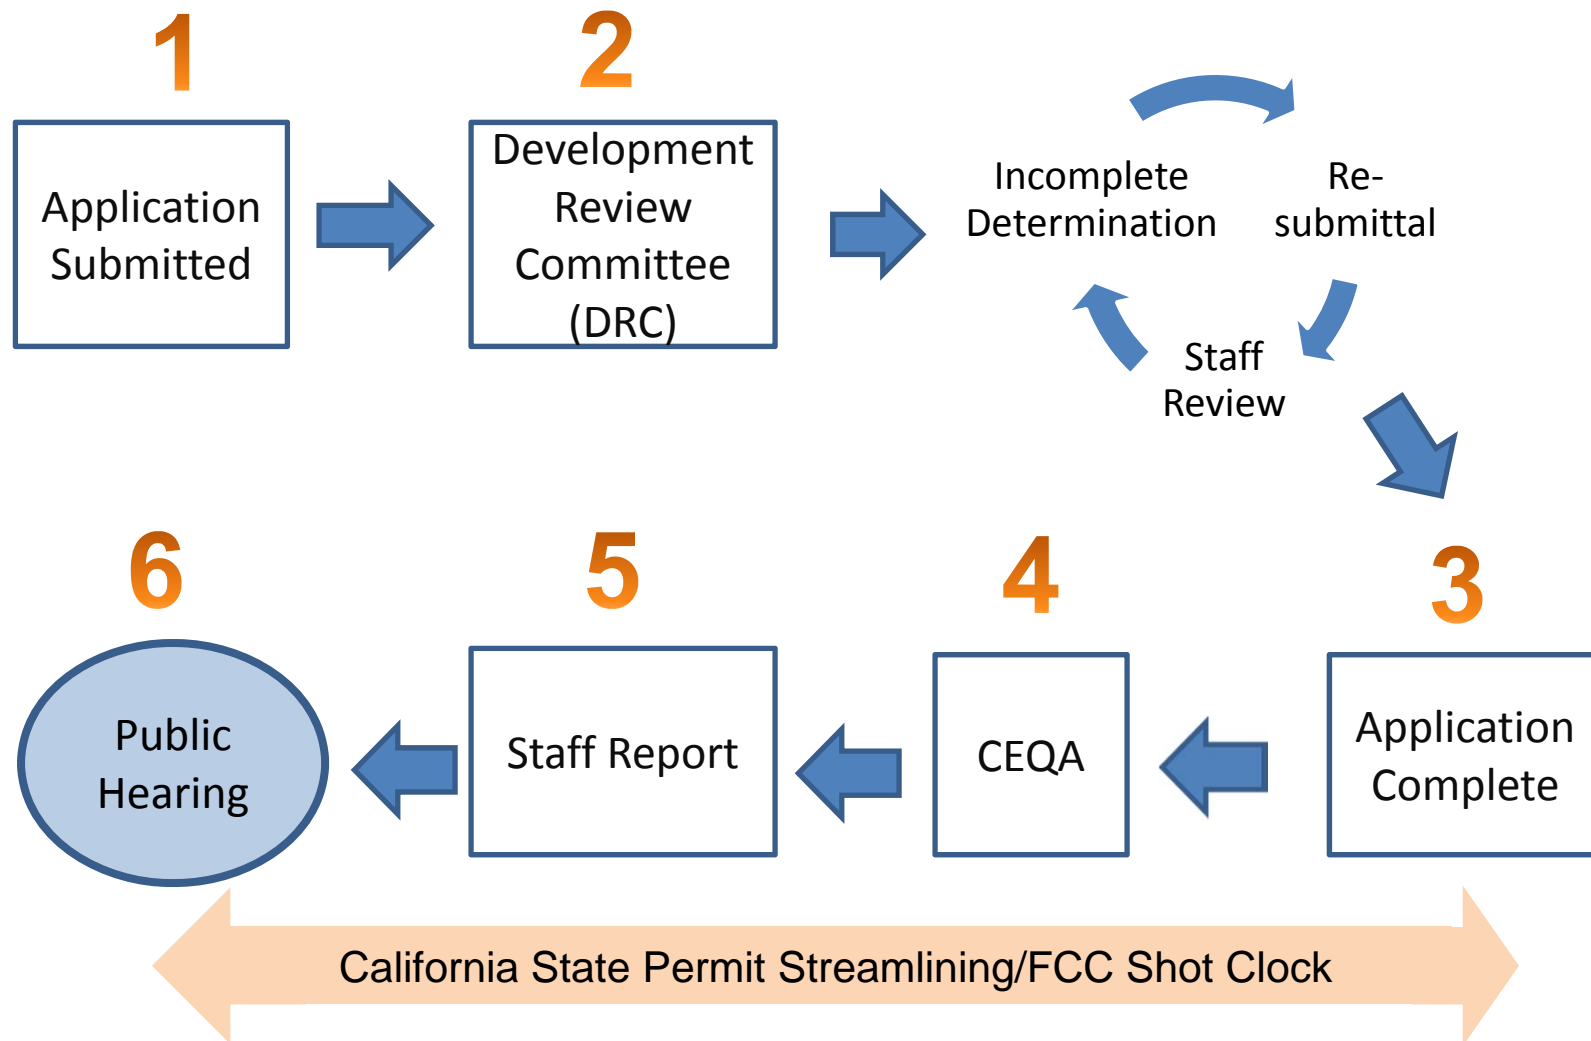 1
Application
Submitted
2
Development
Review
Committee
(DRC)
Incomplete
Determination
Re-
submittal
Staff
Review
3
Application
Complete
4
CEQA
5
Staff Report
6
Public
Hearing
California State Permit Streamlining/FCC Shot Clock